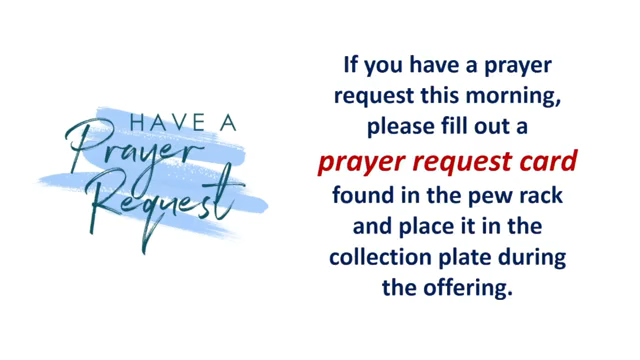 HAVE A
Prayer
Request
If you have a prayer
request this morning,
please fill out a
prayer request card
found in the pew rack
and place it in the
collection plate during
the offering.